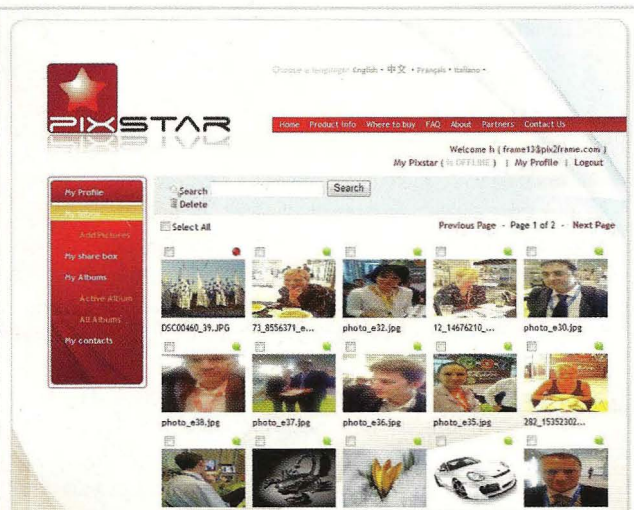 Choose a language: English • 中文 • Français • Italiano •
PIXSTAR
Home Product Info Where to buy FAQ About Partners Contact Us
Welcome h ( frame13@pix2frame.com )
My Pixstar ( is OFFLINE ) | My Profile | Logout
My Profile
My Inbox
Add Pictures
My share box
My Albums
Active Album
All Albums
My contacts
Search Search
Delete
Select All
Previous Page - Page 1 of 2 - Next Page
DSC00460_39.JPG 73_8556371_e... photo_e32.jpg 12_14676210_... photo_e30.jpg
photo_e38.jpg photo_e37.jpg photo_e36.jpg photo_e35.jpg 282_15352302...